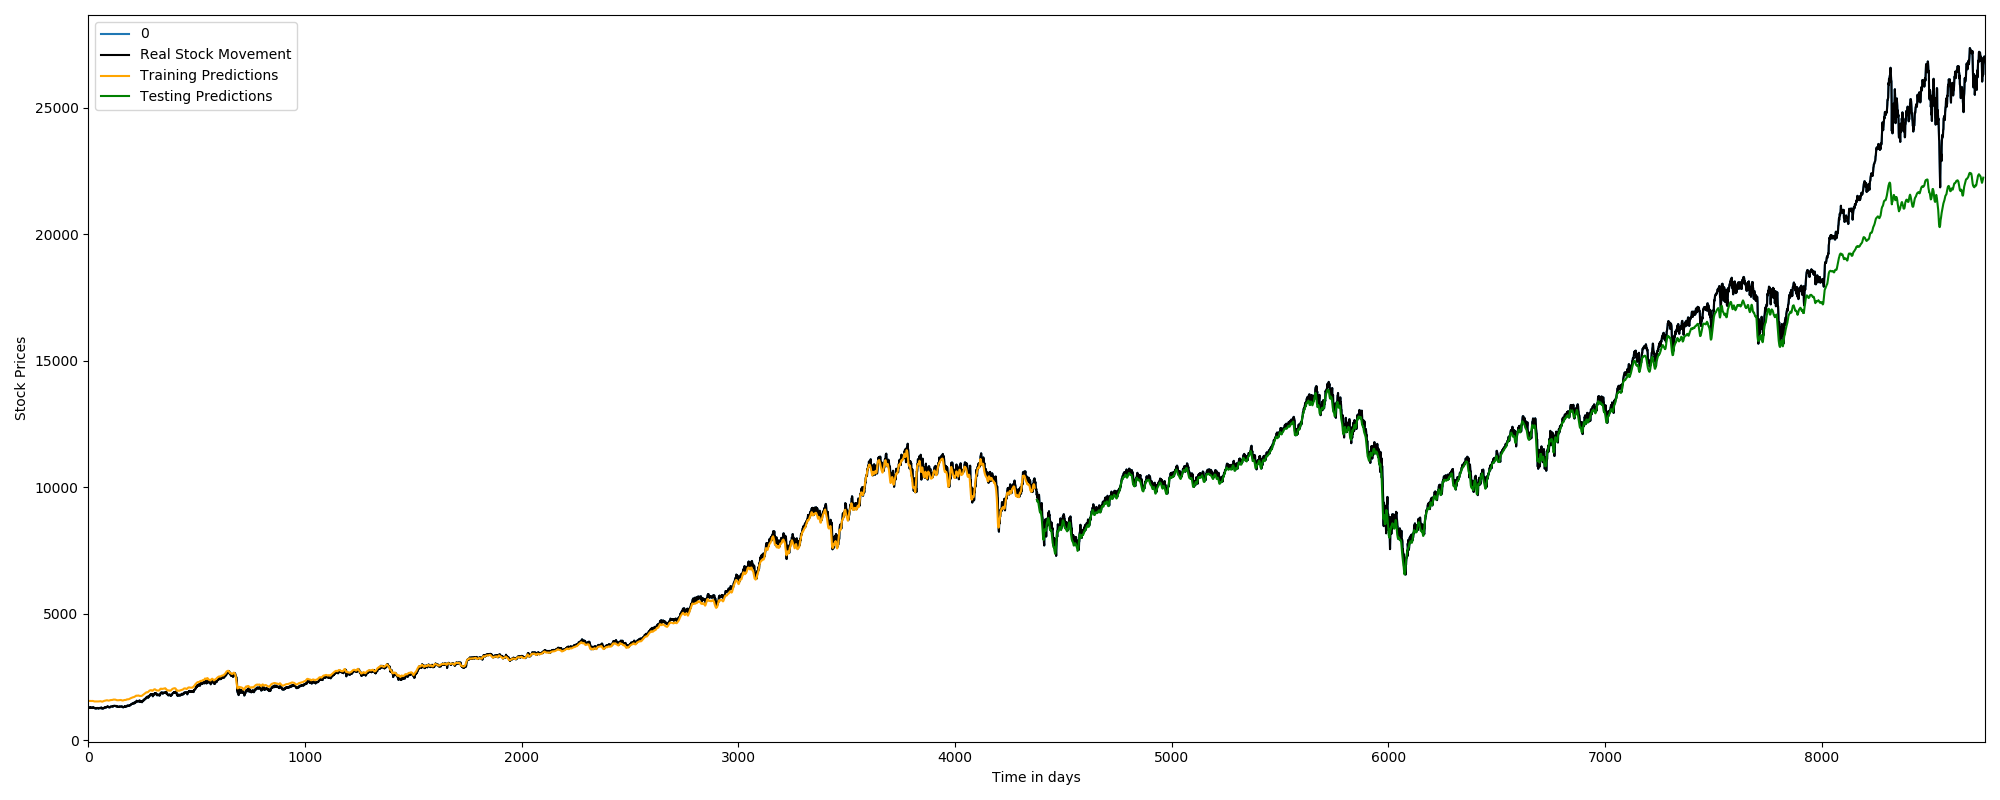 0
Real Stock Movement
Training Predictions
Testing Predictions
25000
20000
15000
10000
5000
0
Stock Prices
0 1000 2000 3000 4000 5000 6000 7000 8000
Time in days